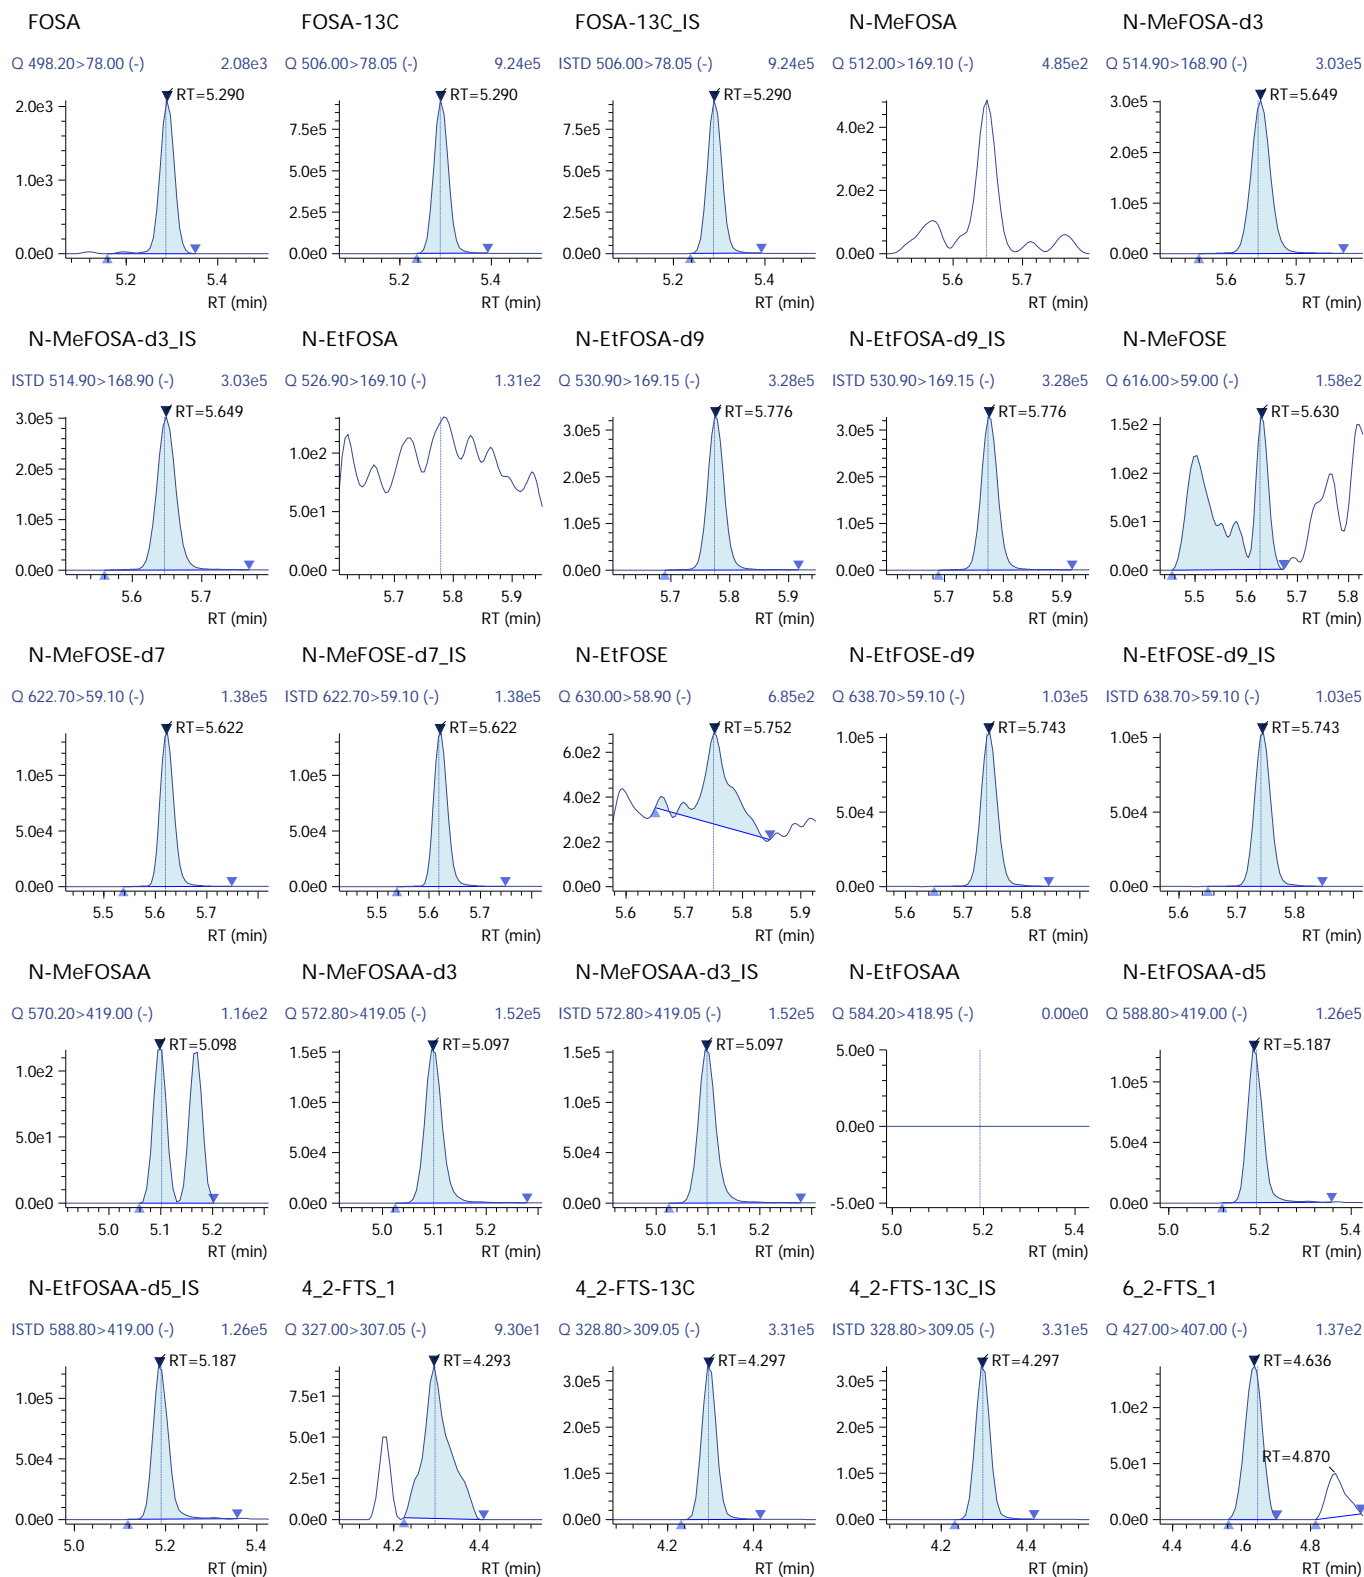 FOSA
Q 498.20>78.00 (-) 2.08e3
RT=5.290
2.0e3
1.0e3
0.0e0
5.2 5.4
RT (min)
FOSA-13C
Q 506.00>78.05 (-) 9.24e5
RT=5.290
7.5e5
5.0e5
2.5e5
0.0e0
5.2 5.4
RT (min)
FOSA-13C_IS
ISTD 506.00>78.05 (-) 9.24e5
RT=5.290
7.5e5
5.0e5
2.5e5
0.0e0
5.2 5.4
RT (min)
N-MeFOSA
Q 512.00>169.10 (-) 4.85e2
4.0e2
2.0e2
0.0e0
5.6 5.7
RT (min)
N-MeFOSA-d3
Q 514.90>168.90 (-) 3.03e5
RT=5.649
3.0e5
2.0e5
1.0e5
0.0e0
5.6 5.7
RT (min)
N-MeFOSA-d3_IS
ISTD 514.90>168.90 (-) 3.03e5
RT=5.649
3.0e5
2.0e5
1.0e5
0.0e0
5.6 5.7
RT (min)
N-EtFOSA
Q 526.90>169.10 (-) 1.31e2
1.0e2
5.0e1
0.0e0
5.7 5.8 5.9
RT (min)
N-EtFOSA-d9
Q 530.90>169.15 (-) 3.28e5
RT=5.776
3.0e5
2.0e5
1.0e5
0.0e0
5.7 5.8 5.9
RT (min)
N-EtFOSA-d9_IS
ISTD 530.90>169.15 (-) 3.28e5
RT=5.776
3.0e5
2.0e5
1.0e5
0.0e0
5.7 5.8 5.9
RT (min)
N-MeFOSE
Q 616.00>59.00 (-) 1.58e2
RT=5.630
1.5e2
1.0e2
5.0e1
0.0e0
5.5 5.6 5.7 5.8
RT (min)
N-MeFOSE-d7
Q 622.70>59.10 (-) 1.38e5
RT=5.622
1.0e5
5.0e4
0.0e0
5.5 5.6 5.7
RT (min)
N-MeFOSE-d7_IS
ISTD 622.70>59.10 (-) 1.38e5
RT=5.622
1.0e5
5.0e4
0.0e0
5.5 5.6 5.7
RT (min)
N-EtFOSE
Q 630.00>58.90 (-) 6.85e2
RT=5.752
6.0e2
4.0e2
2.0e2
0.0e0
5.6 5.7 5.8 5.9
RT (min)
N-EtFOSE-d9
Q 638.70>59.10 (-) 1.03e5
RT=5.743
1.0e5
5.0e4
0.0e0
5.6 5.7 5.8
RT (min)
N-EtFOSE-d9_IS
ISTD 638.70>59.10 (-) 1.03e5
RT=5.743
1.0e5
5.0e4
0.0e0
5.6 5.7 5.8
RT (min)
N-MeFOSAA
Q 570.20>419.00 (-) 1.16e2
RT=5.098
1.0e2
5.0e1
0.0e0
5.0 5.1 5.2
RT (min)
N-MeFOSAA-d3
Q 572.80>419.05 (-) 1.52e5
RT=5.097
1.5e5
1.0e5
5.0e4
0.0e0
5.0 5.1 5.2
RT (min)
N-MeFOSAA-d3_IS
ISTD 572.80>419.05 (-) 1.52e5
RT=5.097
1.5e5
1.0e5
5.0e4
0.0e0
5.0 5.1 5.2
RT (min)
N-EtFOSAA
Q 584.20>418.95 (-) 0.00e0
5.0e0
0.0e0
-5.0e0
5.0 5.2 5.4
RT (min)
N-EtFOSAA-d5
Q 588.80>419.00 (-) 1.26e5
RT=5.187
1.0e5
5.0e4
0.0e0
5.0 5.2 5.4
RT (min)
N-EtFOSAA-d5_IS
ISTD 588.80>419.00 (-) 1.26e5
RT=5.187
1.0e5
5.0e4
0.0e0
5.0 5.2 5.4
RT (min)
4_2-FTS_1
Q 327.00>307.05 (-) 9.30e1
RT=4.293
7.5e1
5.0e1
2.5e1
0.0e0
4.2 4.4
RT (min)
4_2-FTS-13C
Q 328.80>309.05 (-) 3.31e5
RT=4.297
3.0e5
2.0e5
1.0e5
0.0e0
4.2 4.4
RT (min)
4_2-FTS-13C_IS
ISTD 328.80>309.05 (-) 3.31e5
RT=4.297
3.0e5
2.0e5
1.0e5
0.0e0
4.2 4.4
RT (min)
6_2-FTS_1
Q 427.00>407.00 (-) 1.37e2
RT=4.636
1.0e2
RT=4.870
5.0e1
0.0e0
4.4 4.6 4.8
RT (min)